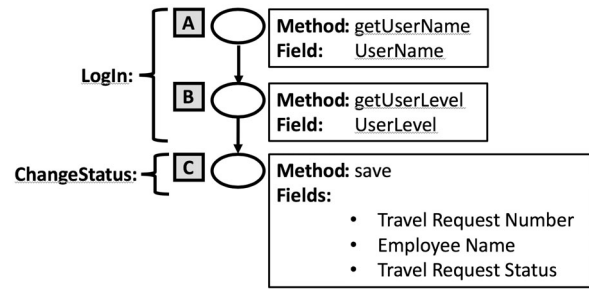 A
Method: getUserName
Field: UserName
LogIn:
B
Method: getUserLevel
Field: UserLevel
ChangeStatus:
C
Method: save
Fields:
• Travel Request Number
• Employee Name
• Travel Request Status